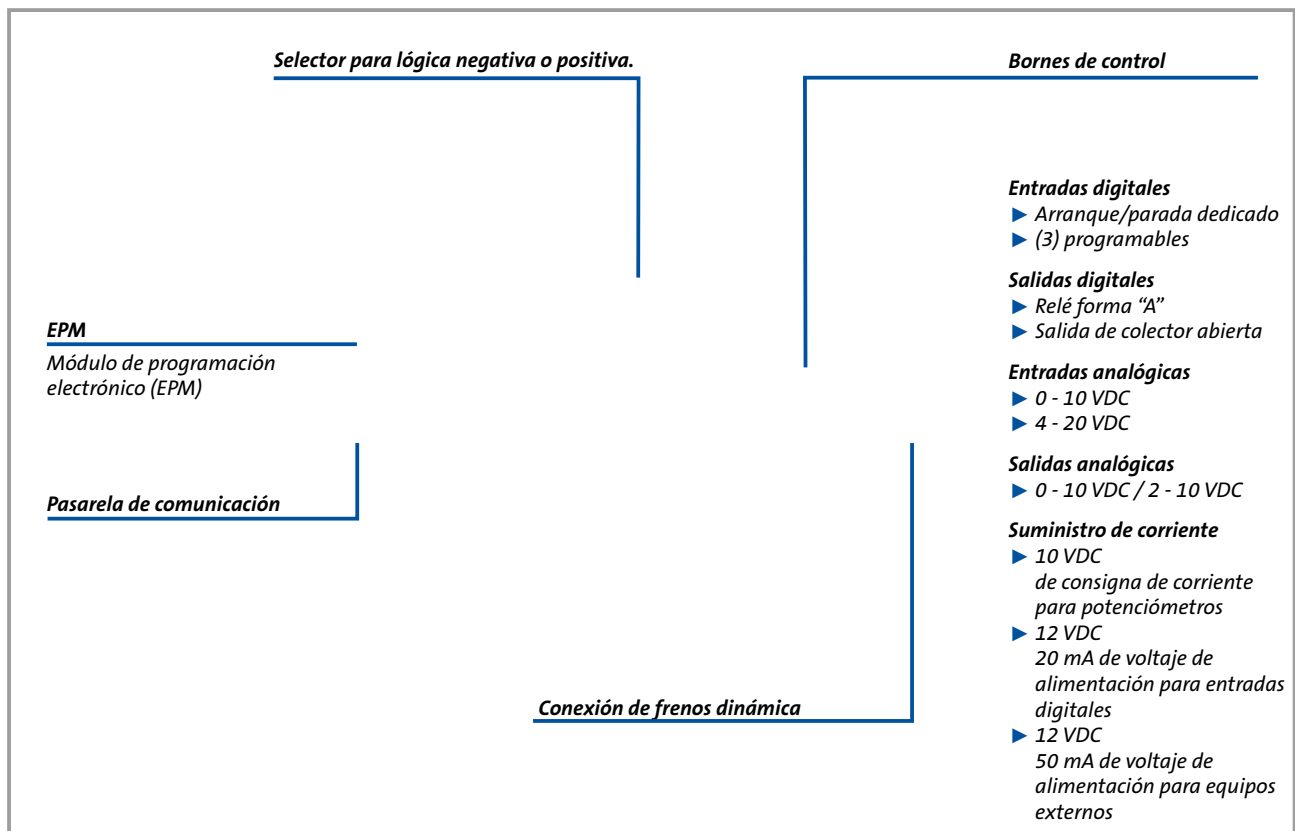 Selector para lógica negativa o positiva.
Bornes de control
Entradas digitales
▶ Arranque/parada dedicado
▶ (3) programables
Salidas digitales
▶ Relé forma “A”
▶ Salida de colector abierta
Entradas analógicas
▶ 0 - 10 VDC
▶ 4 - 20 VDC
Salidas analógicas
▶ 0 - 10 VDC / 2 - 10 VDC
Suministro de corriente
▶ 10 VDC
de consigna de corriente
para potenciómetros
▶ 12 VDC
20 mA de voltaje de
alimentación para entradas
digitales
▶ 12 VDC
50 mA de voltaje de
alimentación para equipos
externos
EPM
Módulo de programación
electrónico (EPM)
Pasarela de comunicación
Conexión de frenos dinámica